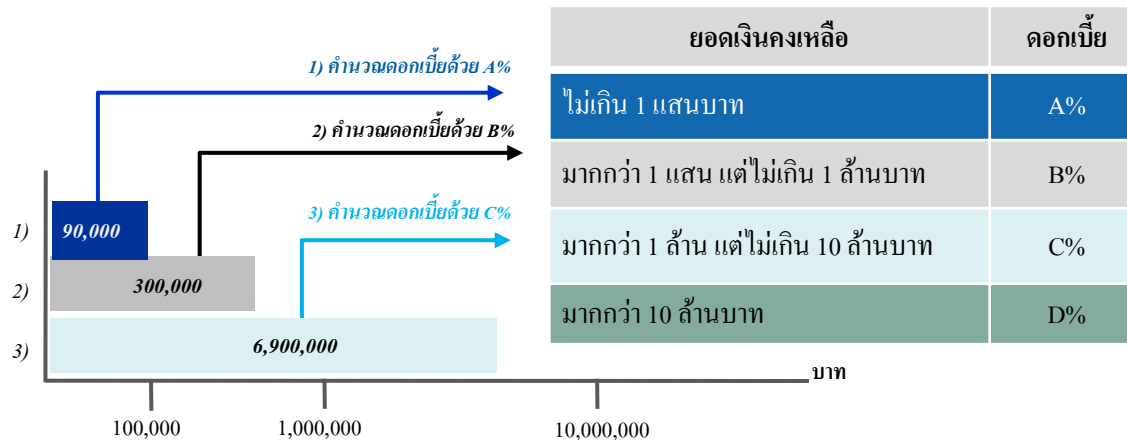 1) คำนวณดอกเบี้ยด้วย A%
2) คำนวณดอกเบี้ยด้วย B%
3) คำนวณดอกเบี้ยด้วย C%
1) 90,000
2) 300,000
3) 6,900,000
บาท
100,000 1,000,000 10,000,000
ยอดเงินคงเหลือ ดอกเบี้ย
ไม่เกิน 1 แสนบาท A%
มากกว่า 1 แสน แต่ไม่เกิน 1 ล้านบาท B%
มากกว่า 1 ล้าน แต่ไม่เกิน 10 ล้านบาท C%
มากกว่า 10 ล้านบาท D%